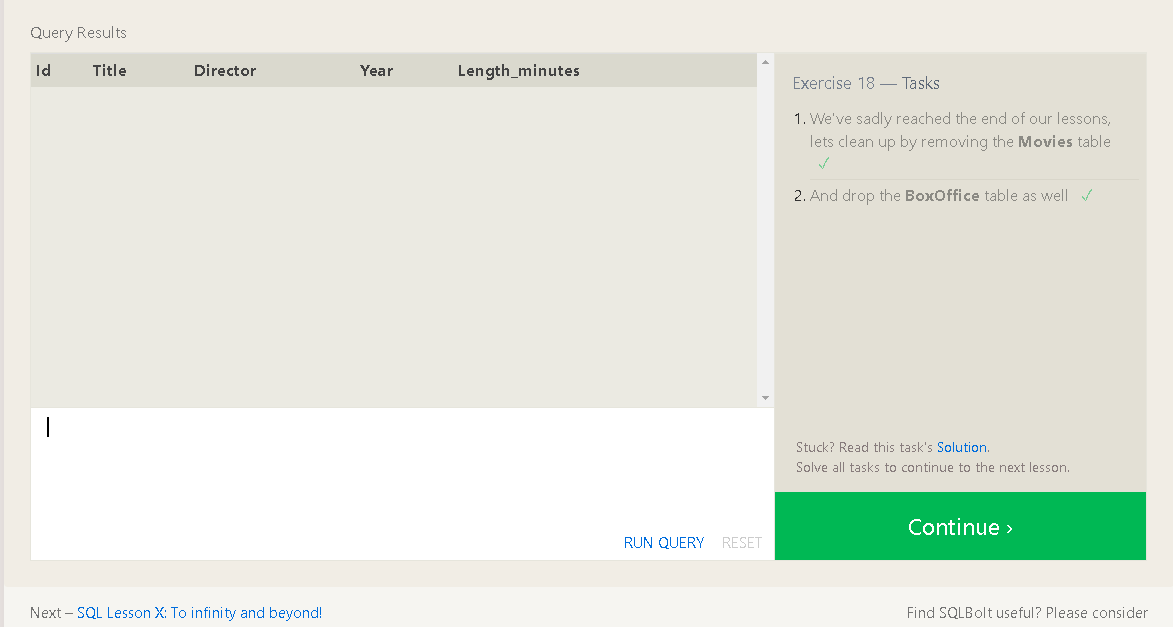 Query Results
Id Title Director Year Length_minutes
Exercise 18 — Tasks
1. We've sadly reached the end of our lessons,
lets clean up by removing the Movies table
✓
2. And drop the BoxOffice table as well ✓
Stuck? Read this task's Solution.
Solve all tasks to continue to the next lesson.
RUN QUERY RESET
Continue ›
Next – SQL Lesson X: To infinity and beyond!
Find SQLBolt useful? Please consider